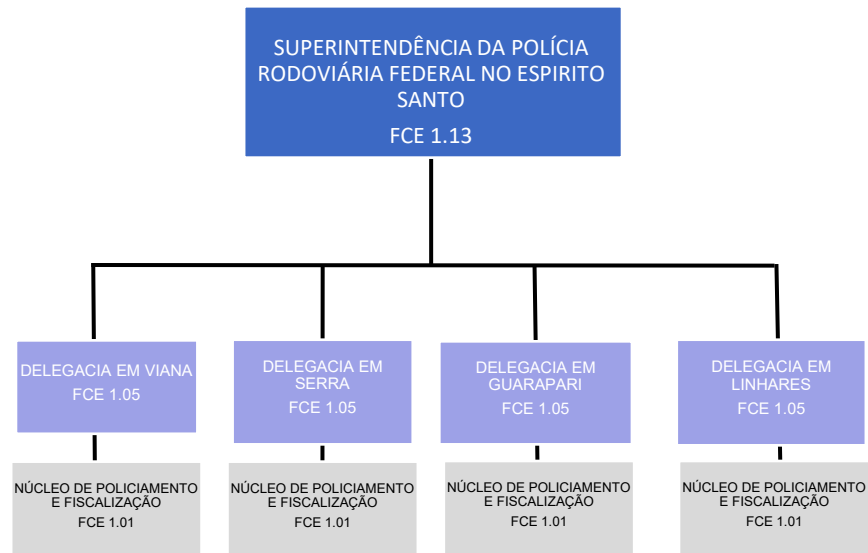 SUPERINTENDÊNCIA DA POLÍCIA
RODOVIÁRIA FEDERAL NO ESPIRITO
SANTO
FCE 1.13
DELEGACIA EM VIANA
FCE 1.05
DELEGACIA EM
SERRA
FCE 1.05
DELEGACIA EM
GUARAPARI
FCE 1.05
DELEGACIA EM
LINHARES
FCE 1.05
NÚCLEO DE POLICIAMENTO
E FISCALIZAÇÃO
FCE 1.01
NÚCLEO DE POLICIAMENTO
E FISCALIZAÇÃO
FCE 1.01
NÚCLEO DE POLICIAMENTO
E FISCALIZAÇÃO
FCE 1.01
NÚCLEO DE POLICIAMENTO
E FISCALIZAÇÃO
FCE 1.01